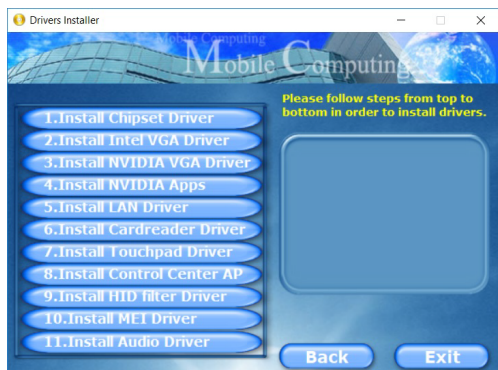 Drivers Installer
Mobile Computing
Mobile Computing
Please follow steps from top to
bottom in order to install drivers.
1.Install Chipset Driver
2.Install Intel VGA Driver
3.Install NVIDIA VGA Driver
4.Install NVIDIA Apps
5.Install LAN Driver
6.Install Cardreader Driver
7.Install Touchpad Driver
8.Install Control Center AP
9.Install HID filter Driver
10.Install MEI Driver
11.Install Audio Driver
Back
Exit